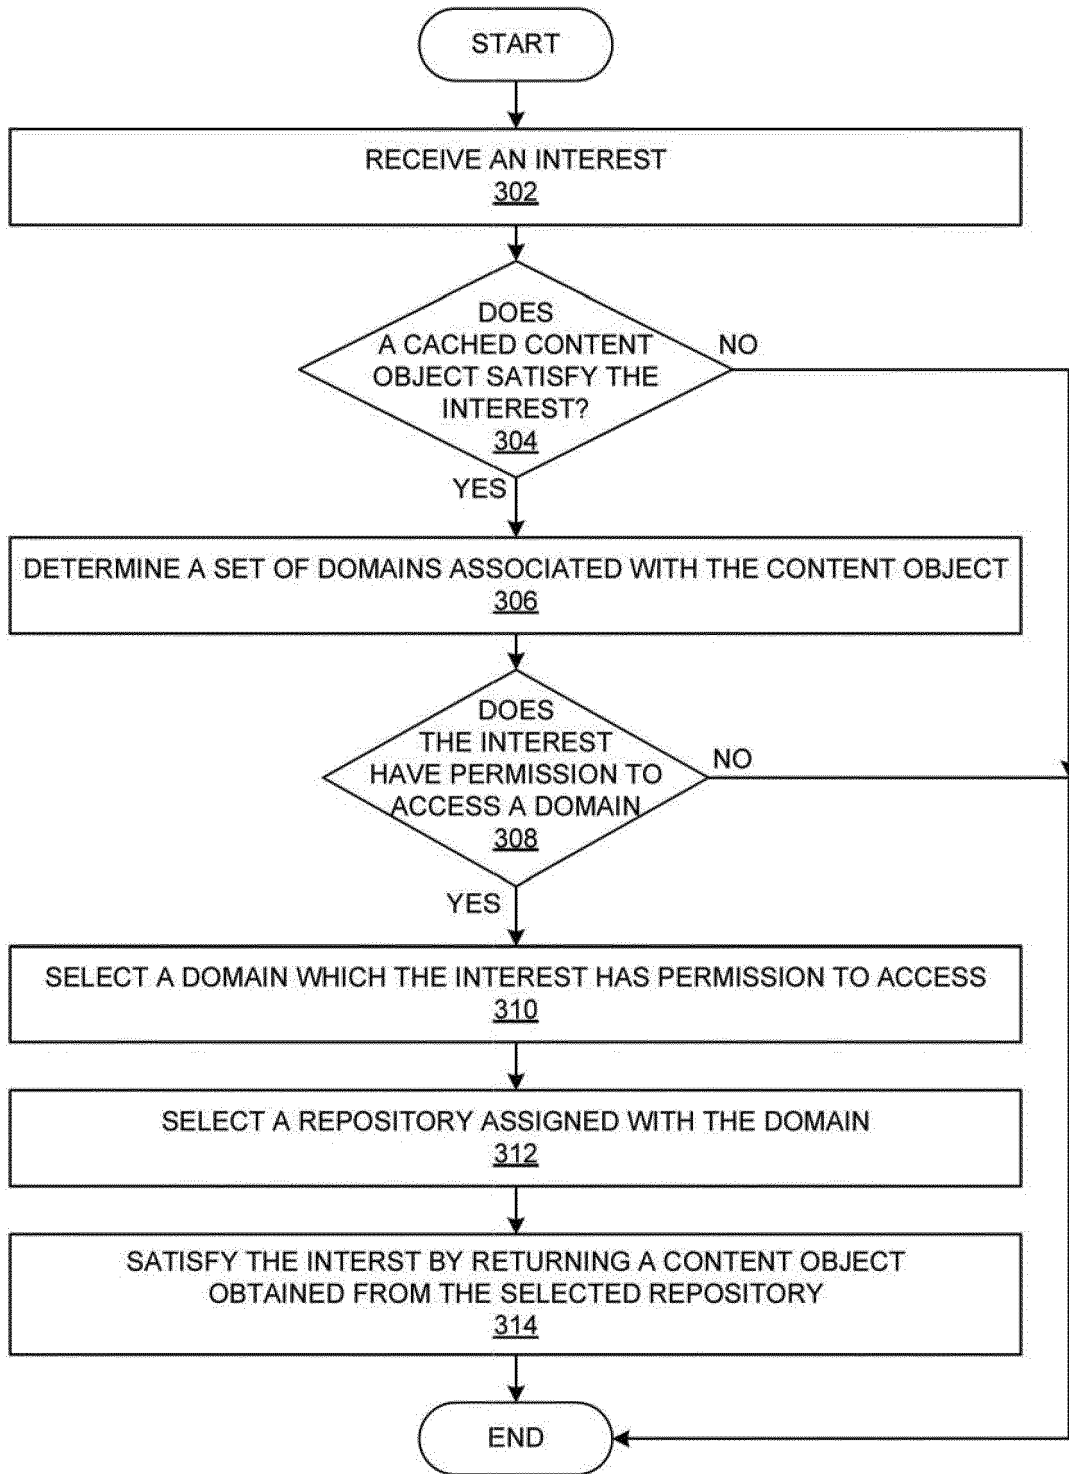 START
RECEIVE AN INTEREST
302
DOES
A CACHED CONTENT
OBJECT SATISFY THE
INTEREST?
304
NO
YES
DETERMINE A SET OF DOMAINS ASSOCIATED WITH THE CONTENT OBJECT
306
DOES
THE INTEREST
HAVE PERMISSION TO
ACCESS A DOMAIN
308
NO
YES
SELECT A DOMAIN WHICH THE INTEREST HAS PERMISSION TO ACCESS
310
SELECT A REPOSITORY ASSIGNED WITH THE DOMAIN
312
SATISFY THE INTERST BY RETURNING A CONTENT OBJECT
OBTAINED FROM THE SELECTED REPOSITORY
314
END